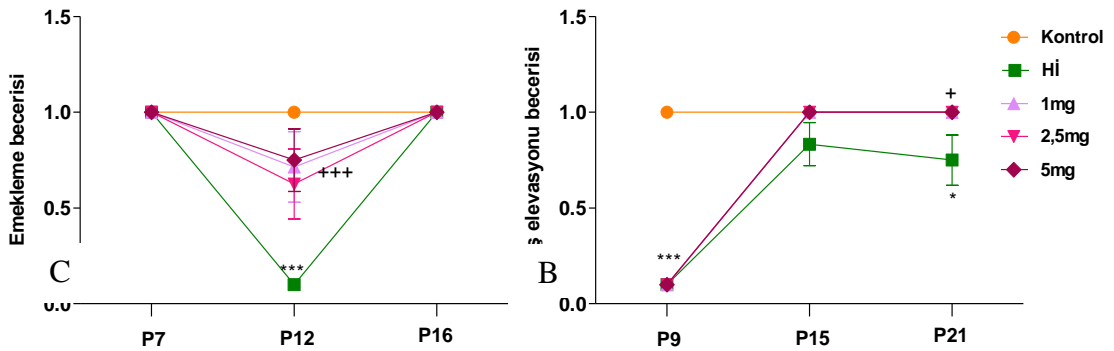 1.5
1.0
0.5
0.0
Emekleme becerisi
C
+++
***
P7
P12
P16
1.5
1.0
0.5
0.0
elevasyonu becerisi
B
***
+
*
P9
P15
P21
Kontrol
Hİ
1mg
2,5mg
5mg